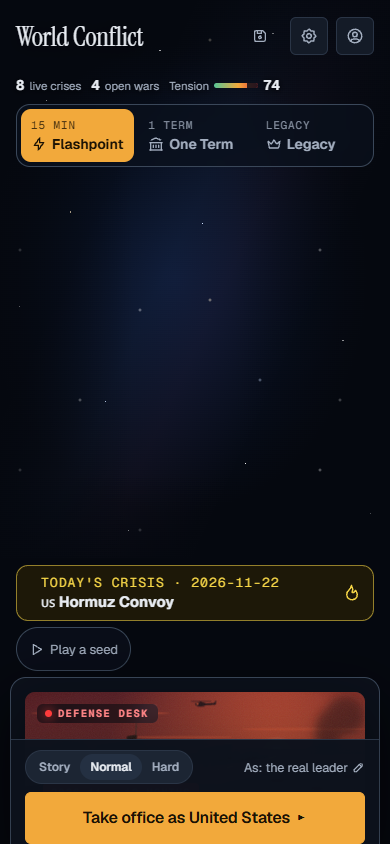 World Conflict
8 live crises 4 open wars Tension 74
15 MIN 1 TERM LEGACY
Flashpoint One Term Legacy
TODAY'S CRISIS · 2026-11-22
US Hormuz Convoy
Play a seed
DEFENSE DESK
Story Normal Hard As: the real leader
Take office as United States ▸